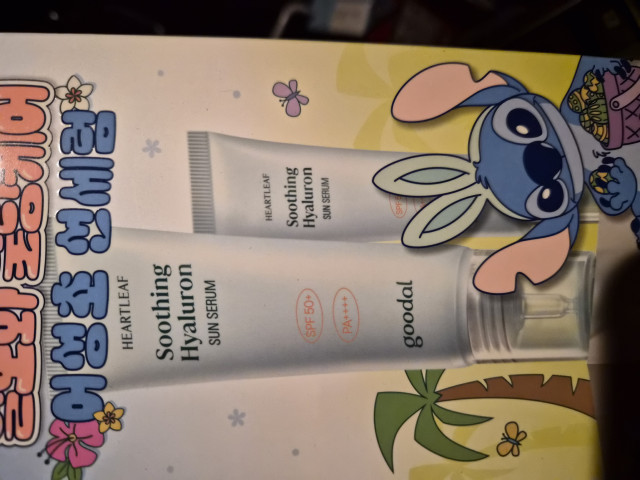 어성초 선세럼
HEARTLEAF
Soothing
Hyaluron
SUN SERUM
SPF 50+
PA++++
goodal
HEARTLEAF
Soothing
Hyaluron
SUN SERUM